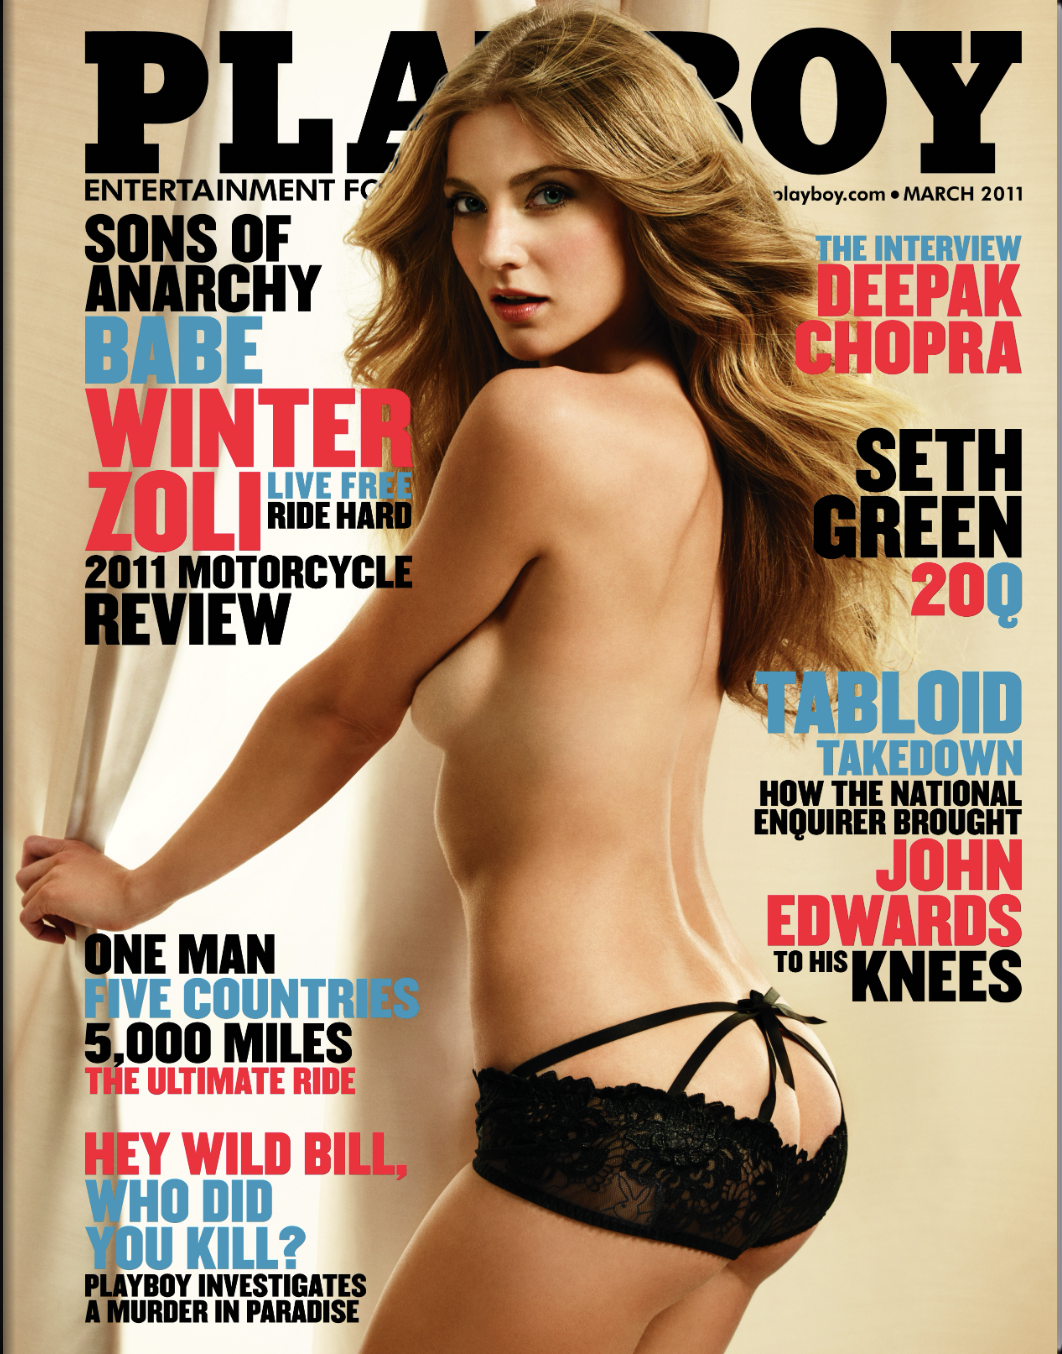 PLAYBOY
ENTERTAINMENT FO
playboy.com • MARCH 2011
SONS OF
ANARCHY
BABE
WINTER
ZOLI
LIVE FREE
RIDE HARD
2011 MOTORCYCLE
REVIEW
THE INTERVIEW
DEEPAK
CHOPRA
SETH
GREEN
20Q
TABLOID
TAKEDOWN
HOW THE NATIONAL
ENQUIRER BROUGHT
JOHN
EDWARDS
TO HIS KNEES
ONE MAN
FIVE COUNTRIES
5,000 MILES
THE ULTIMATE RIDE
HEY WILD BILL,
WHO DID
YOU KILL?
PLAYBOY INVESTIGATES
A MURDER IN PARADISE